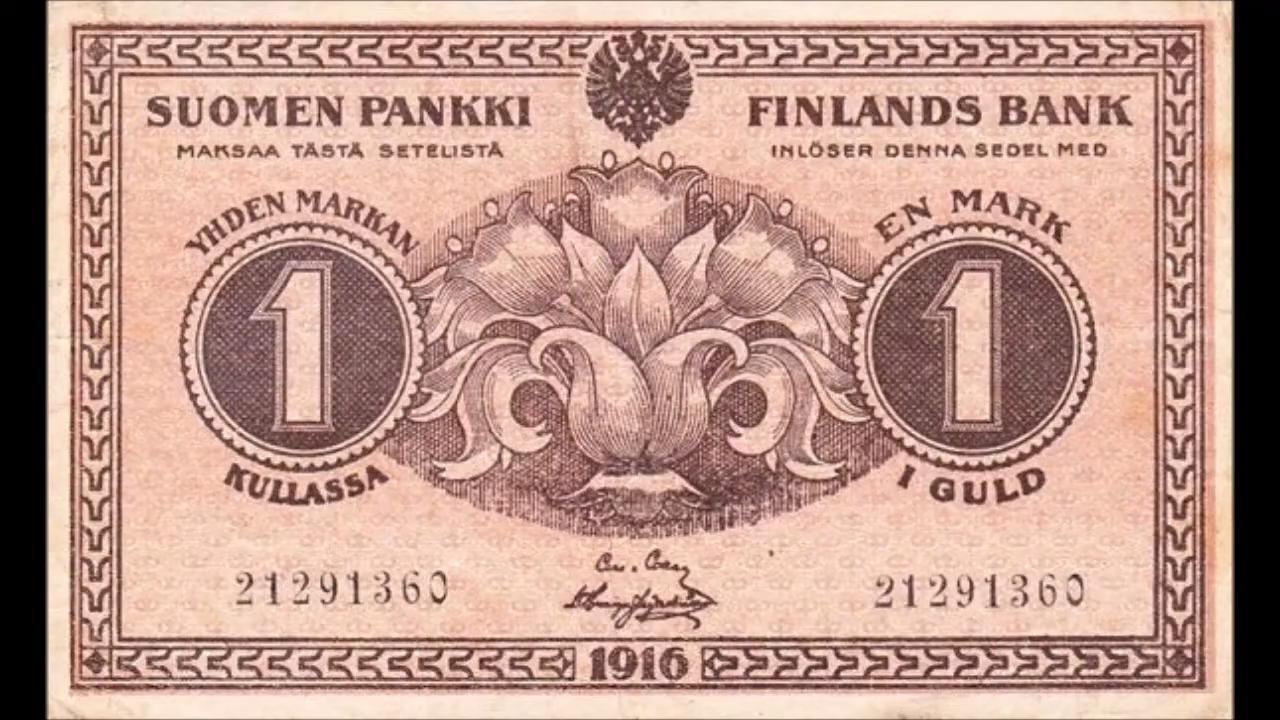 SUOMEN PANKKI
MAKSAA TÄSTÄ SETELISTÄ
YHDEN MARKAN
1
KULLASSA
21291360
FINLANDS BANK
INLÖSER DENNA SEDEL MED
EN MARK
1
I GULD
21291360
1916